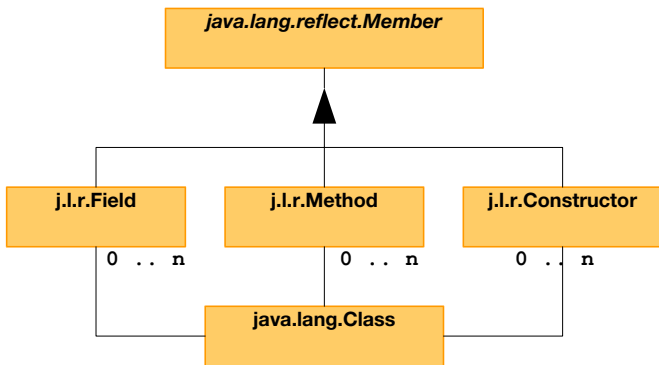 java.lang.reflect.Member
j.l.r.Field
j.l.r.Method
j.l.r.Constructor
0 .. n
0 .. n
0 .. n
java.lang.Class